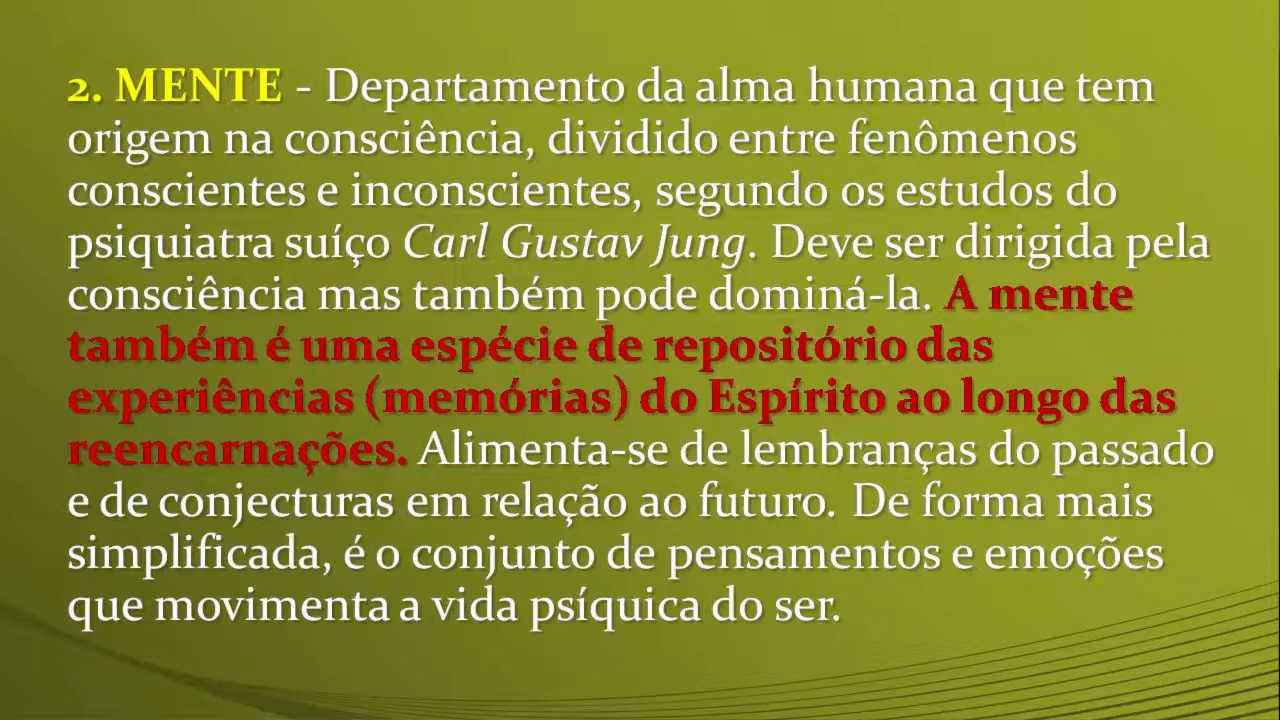 2. MENTE - Departamento da alma humana que tem
origem na consciência, dividido entre fenômenos
conscientes e inconscientes, segundo os estudos do
psiquiatra suíço Carl Gustav Jung. Deve ser dirigida pela
consciência mas também pode dominá-la. A mente
também é uma espécie de repositório das
experiências (memórias) do Espírito ao longo das
reencarnações. Alimenta-se de lembranças do passado
e de conjecturas em relação ao futuro. De forma mais
simplificada, é o conjunto de pensamentos e emoções
que movimenta a vida psíquica do ser.